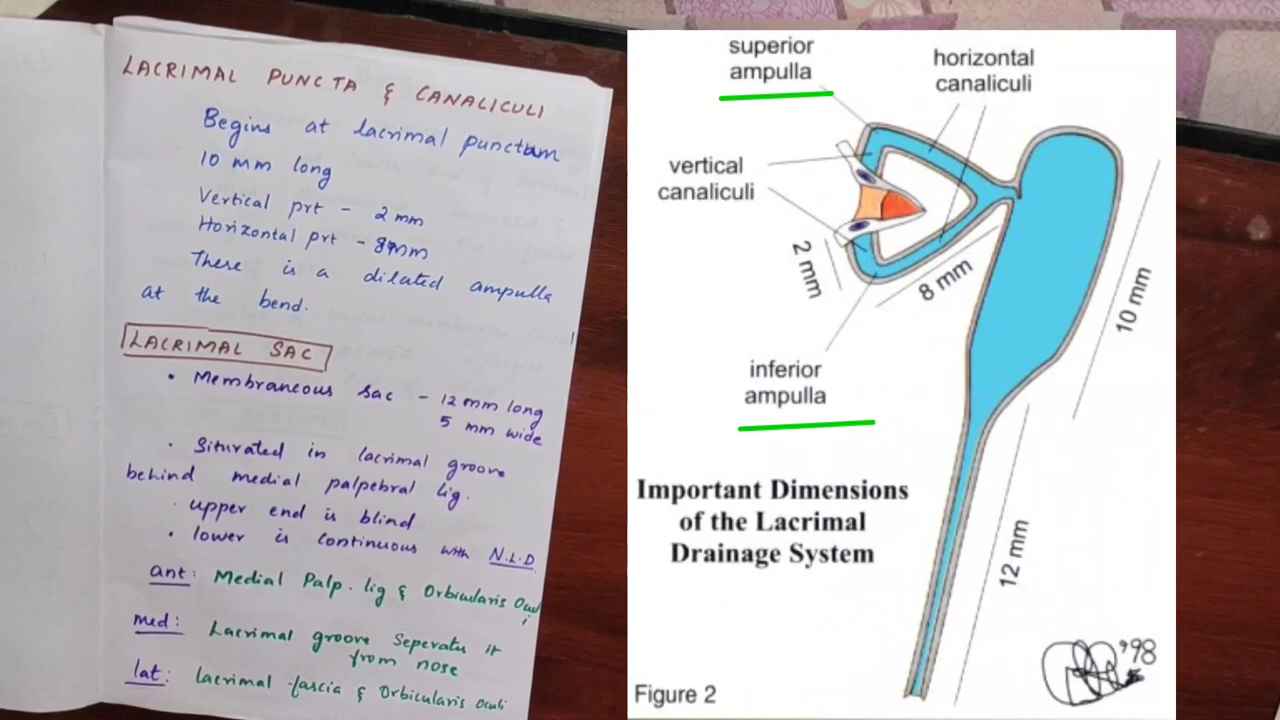 LACRIMAL PUNCTA & CANALICULI
Begins at lacrimal punctum
10 mm long
Vertical prt - 2 mm
Horizontal prt - 8mm
There is a dilated ampulla
at the bend.
LACRIMAL SAC
• Membraneous sac - 12 mm long
5 mm wide
• Siturated in lacrimal groove
behind medial palpebral lig.
• upper end is blind
• lower is continuous with N.L.D
ant: Medial Palp. lig & Orbicularis Oculi
med: Lacrimal groove Seperates it
from nose
lat: lacrimal fascia & Orbicularis Oculi
superior
ampulla
horizontal
canaliculi
vertical
canaliculi
2 mm
8 mm
10 mm
inferior
ampulla
Important Dimensions
of the Lacrimal
Drainage System
12 mm
'98
Figure 2